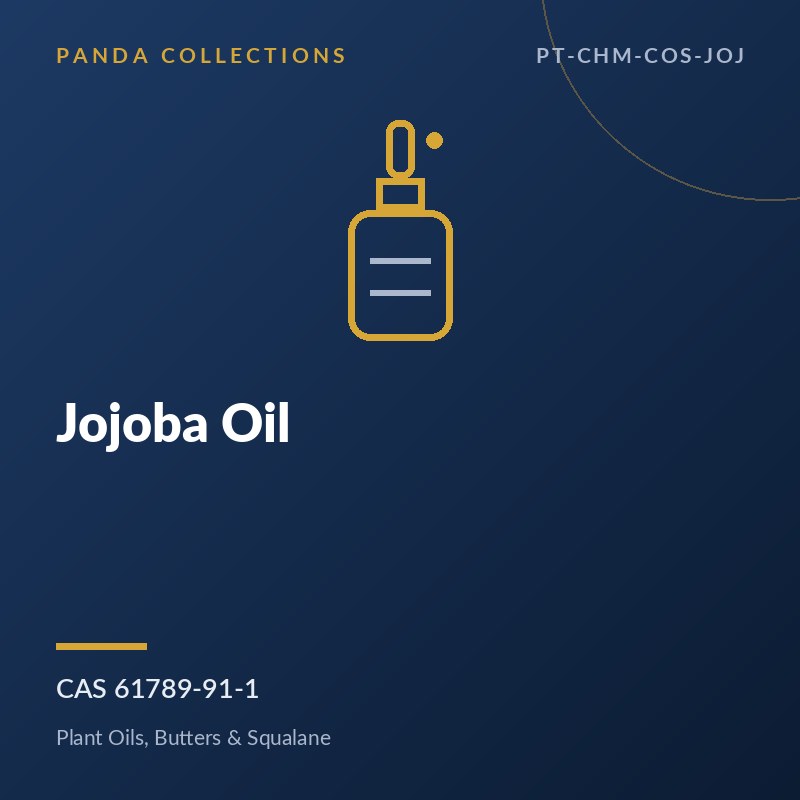 PANDA COLLECTIONS
PT-CHM-COS-JOJ
Jojoba Oil
CAS 61789-91-1
Plant Oils, Butters & Squalane